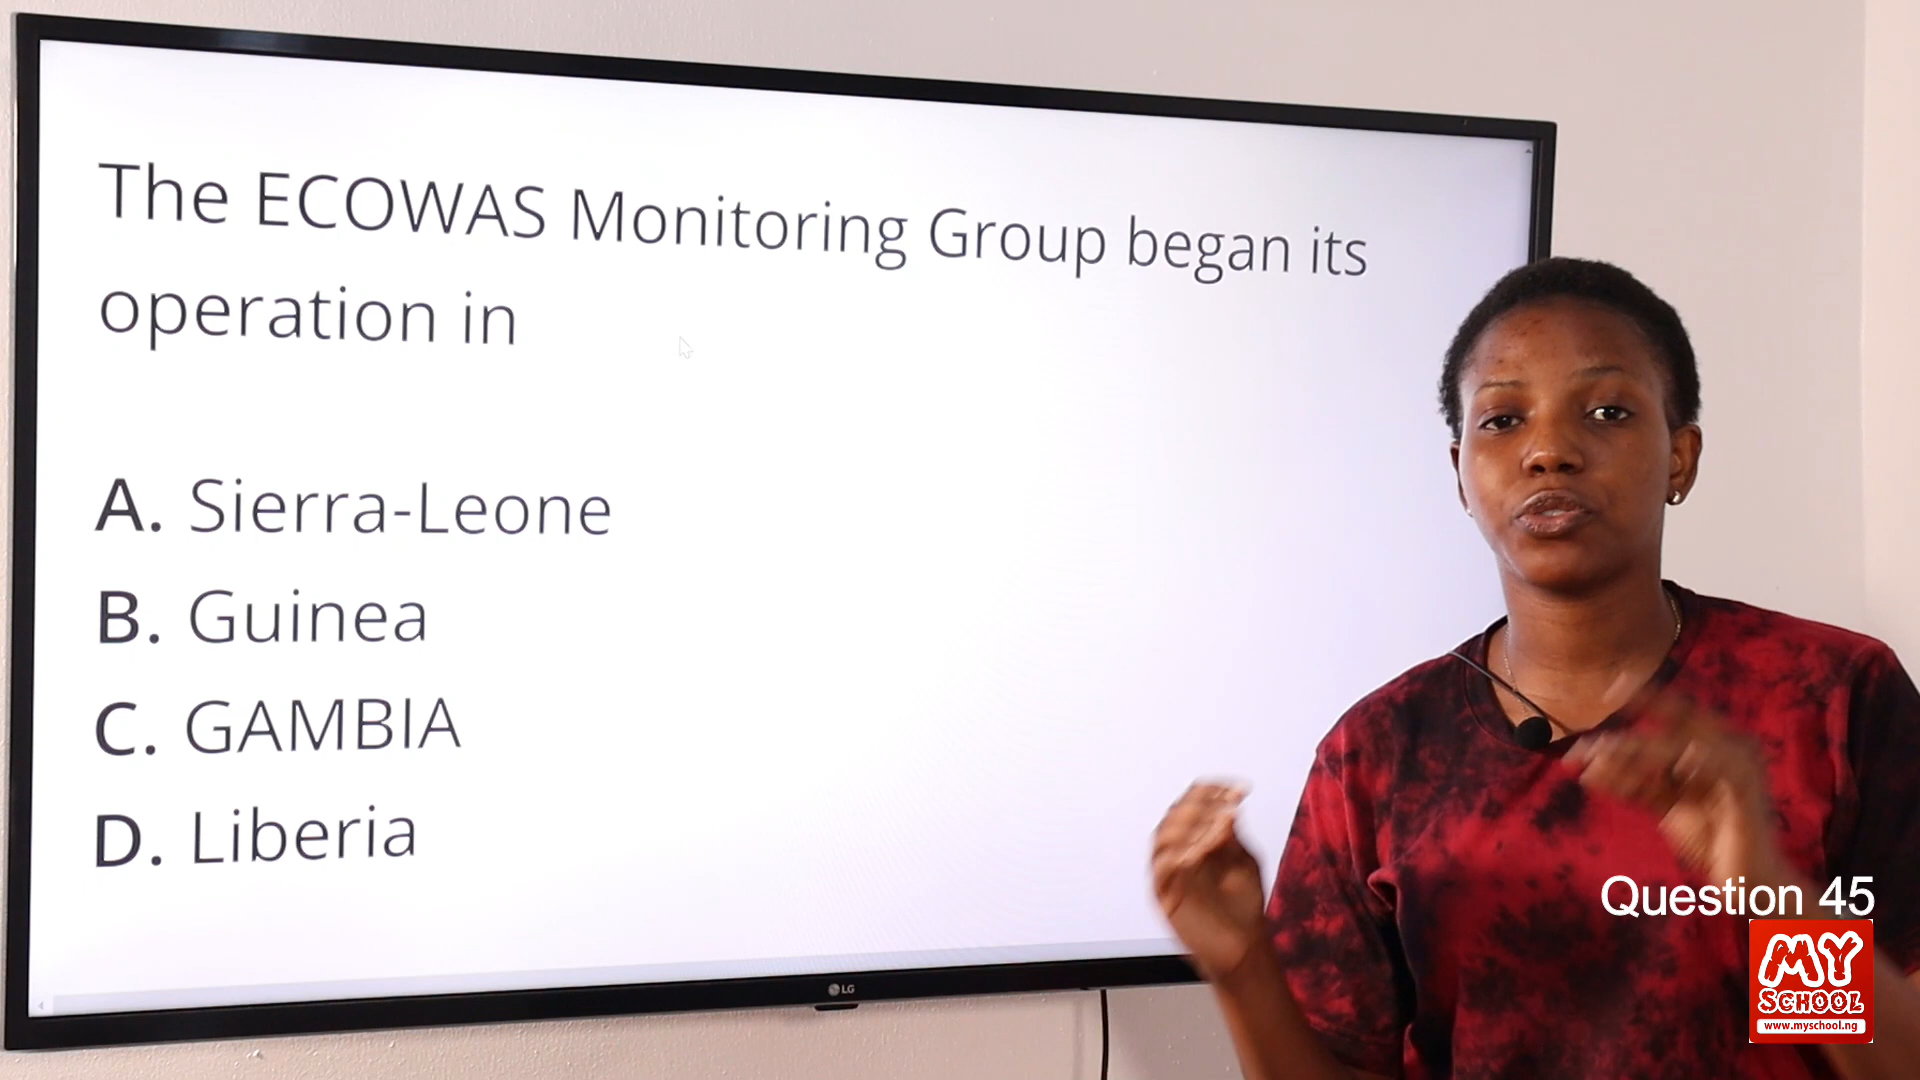 The ECOWAS Monitoring Group began its
operation in
A. Sierra-Leone
B. Guinea
C. GAMBIA
D. Liberia
LG
Question 45
MY
SCHOOL
www.myschool.ng